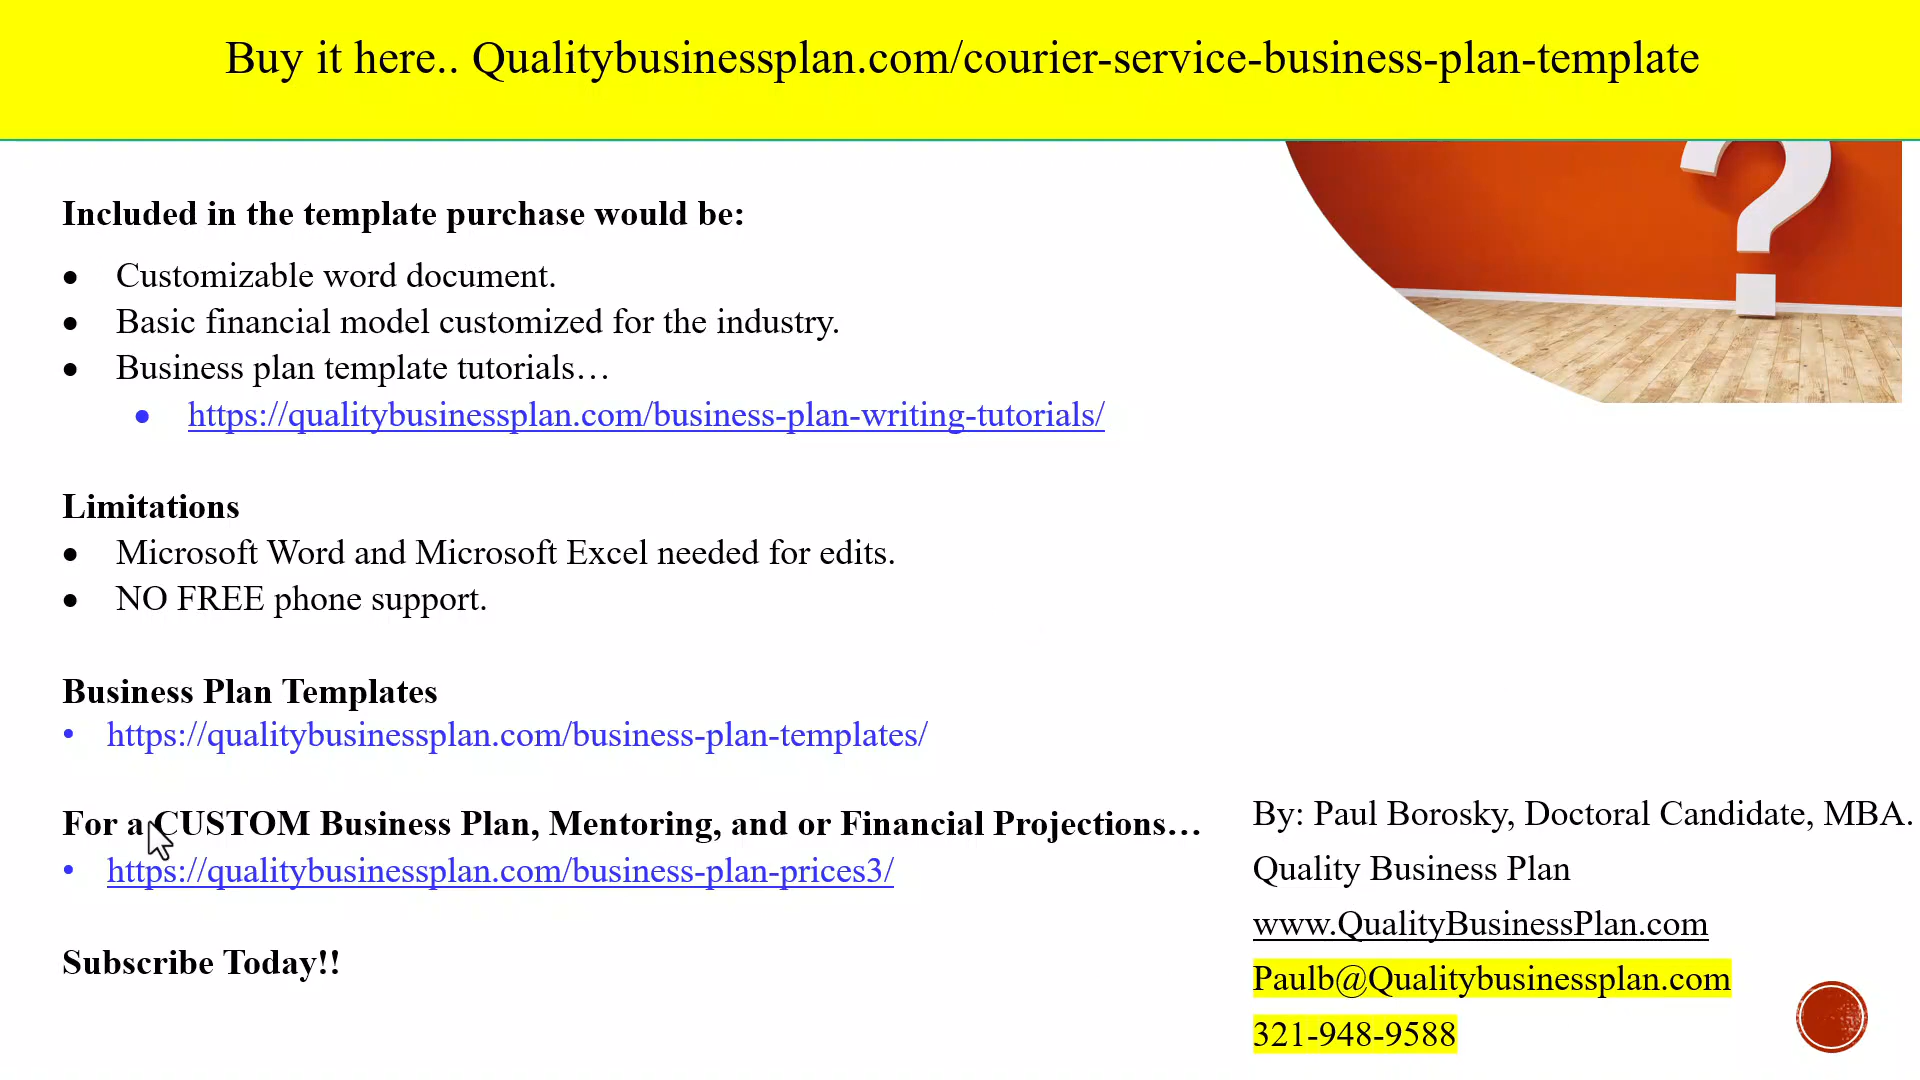 Buy it here.. Qualitybusinessplan.com/courier-service-business-plan-template
Included in the template purchase would be:
• Customizable word document.
• Basic financial model customized for the industry.
• Business plan template tutorials…
• https://qualitybusinessplan.com/business-plan-writing-tutorials/
Limitations
• Microsoft Word and Microsoft Excel needed for edits.
• NO FREE phone support.
Business Plan Templates
• https://qualitybusinessplan.com/business-plan-templates/
For a CUSTOM Business Plan, Mentoring, and or Financial Projections…
• https://qualitybusinessplan.com/business-plan-prices3/
Subscribe Today!!
By: Paul Borosky, Doctoral Candidate, MBA.
Quality Business Plan
www.QualityBusinessPlan.com
Paulb@Qualitybusinessplan.com
321-948-9588